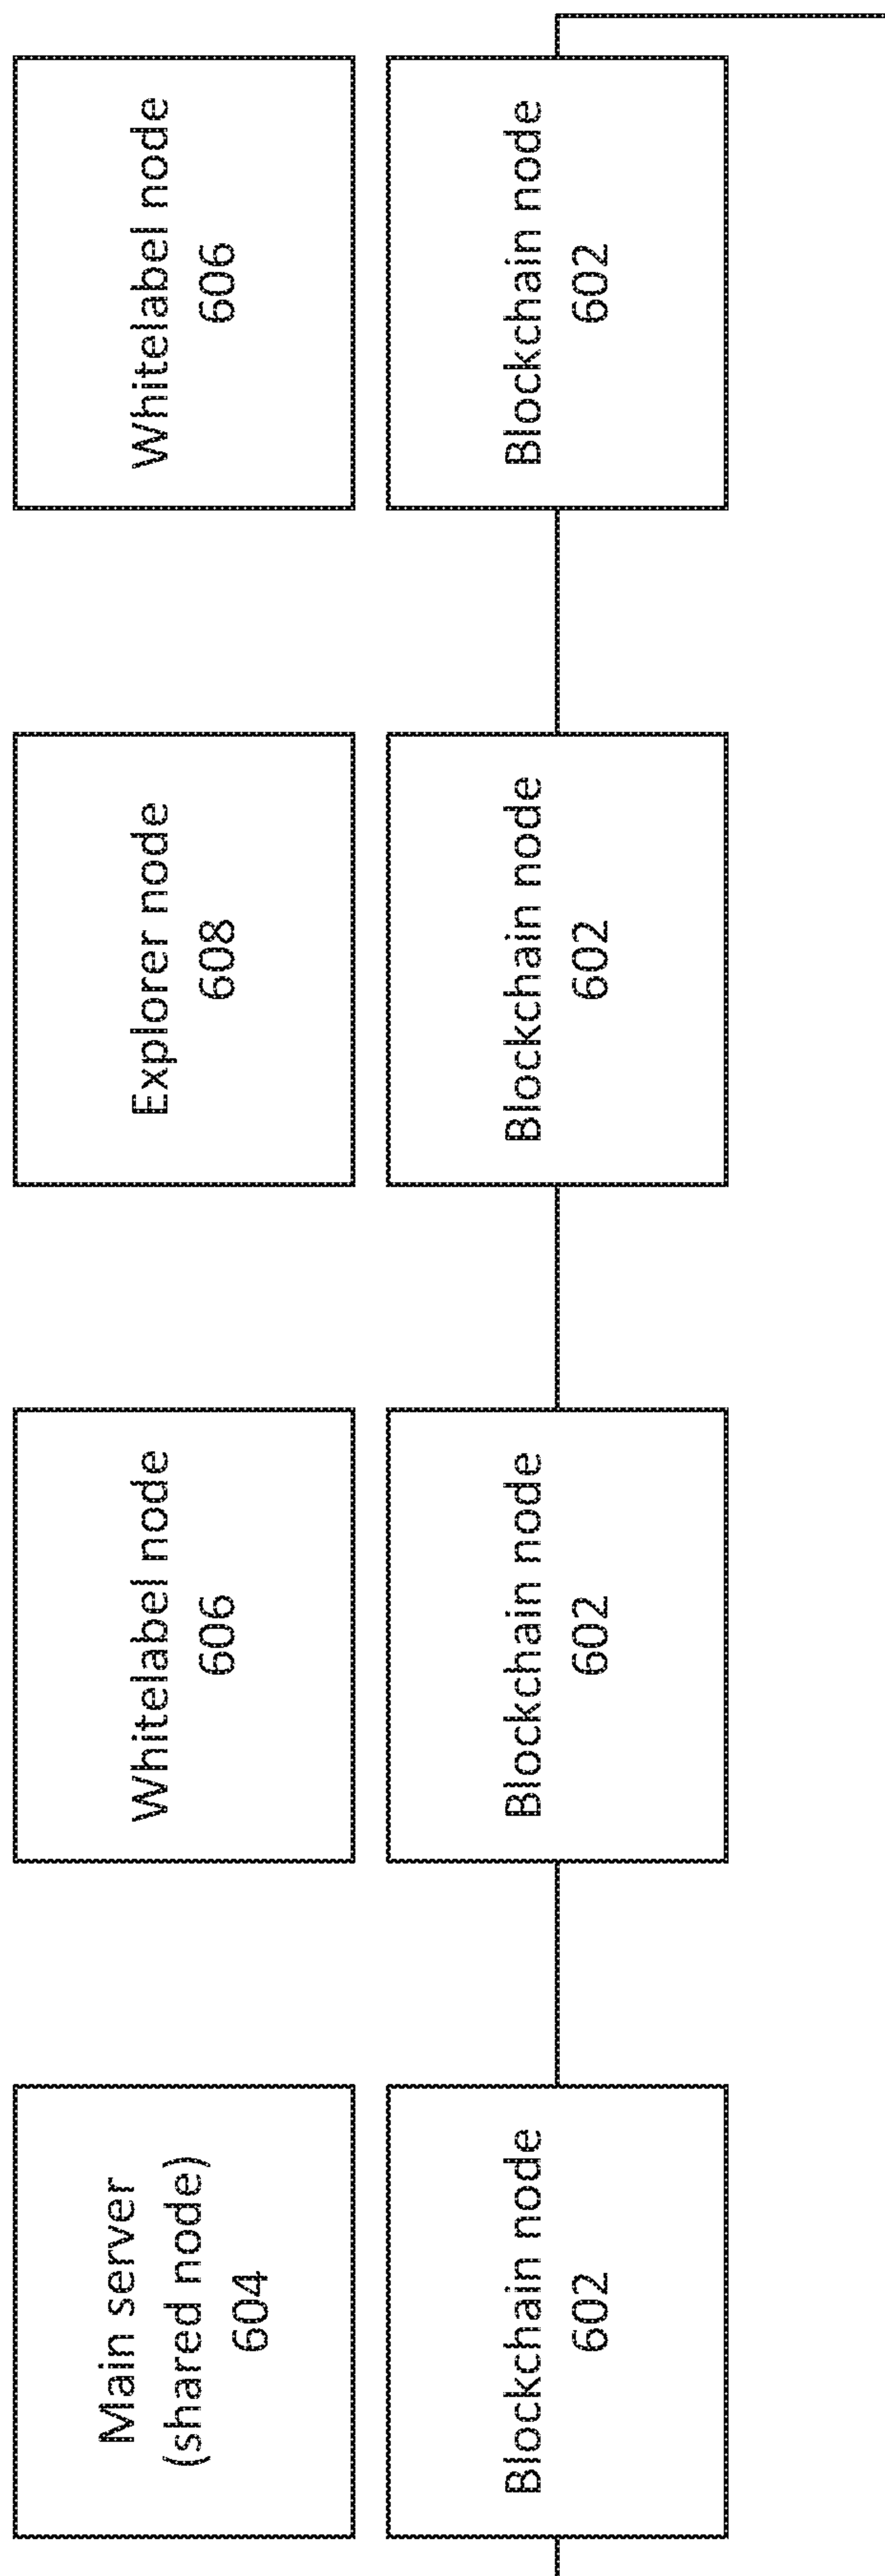 Main server
(shared node)
604
Whitelabel node
606
Explorer node
608
Whitelabel node
606
Blockchain node
602
Blockchain node
602
Blockchain node
602
Blockchain node
602